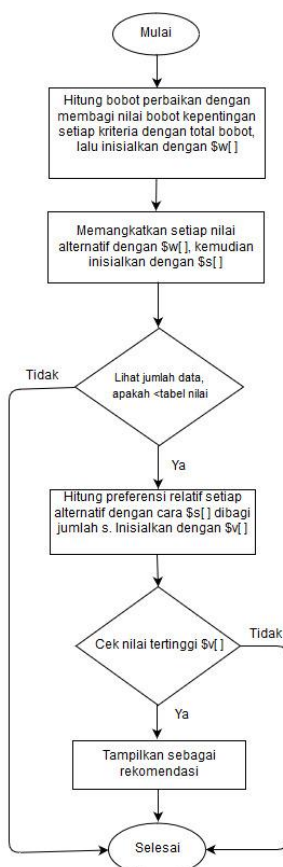 Mulai
Hitung bobot perbaikan dengan
membagi nilai bobot kepentingan
setiap kriteria dengan total bobot,
lalu inisialkan dengan $w[ ]
Memangkatkan setiap nilai
alternatif dengan $w[ ], kemudian
inisialkan dengan $s[ ]
Tidak
Lihat jumlah data,
apakah <tabel nilai
Ya
Hitung preferensi relatif setiap
alternatif dengan cara $s[ ] dibagi
jumlah s. Inisialkan dengan $v[ ]
Cek nilai tertinggi $v[ ]
Tidak
Ya
Tampilkan sebagai
rekomendasi
Selesai